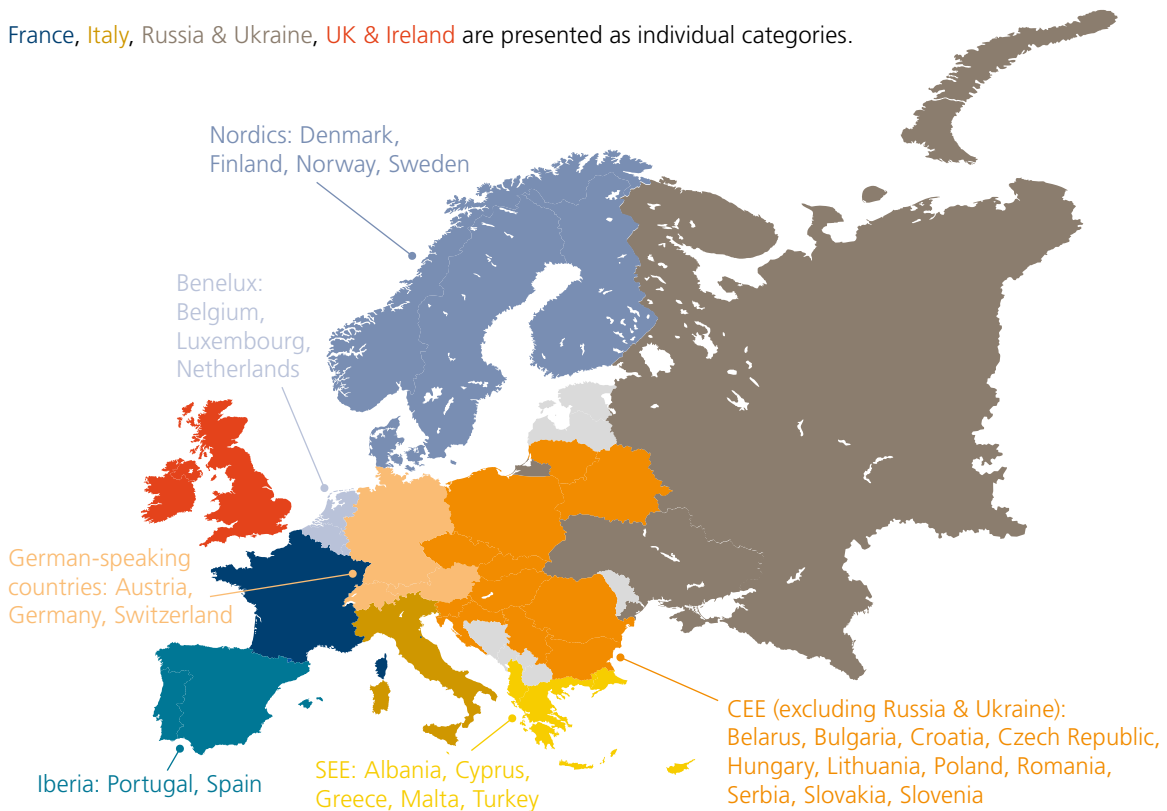 France, Italy, Russia & Ukraine, UK & Ireland are presented as individual categories.
Nordics: Denmark,
Finland, Norway, Sweden
Benelux:
Belgium,
Luxembourg,
Netherlands
German-speaking
countries: Austria,
Germany, Switzerland
Iberia: Portugal, Spain
SEE: Albania, Cyprus,
Greece, Malta, Turkey
CEE (excluding Russia & Ukraine):
Belarus, Bulgaria, Croatia, Czech Republic,
Hungary, Lithuania, Poland, Romania,
Serbia, Slovakia, Slovenia